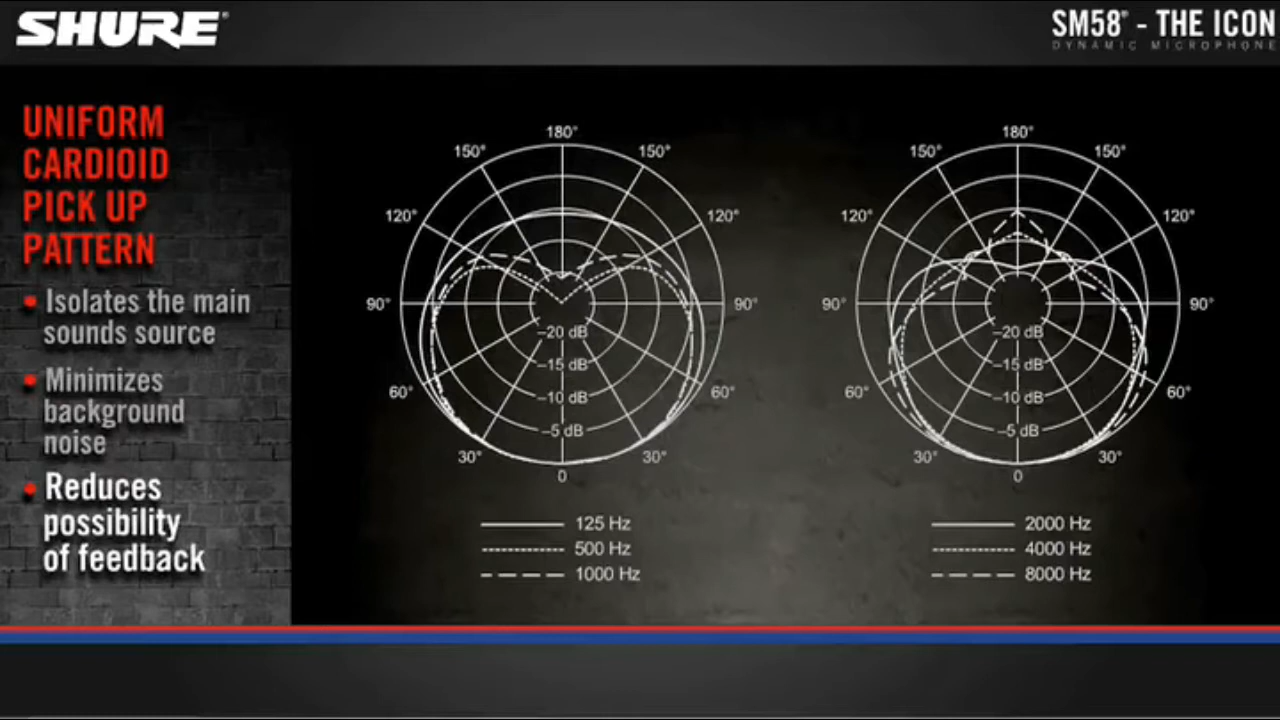 SHURE®
SM58® - THE ICON
DYNAMIC MICROPHONE
UNIFORM
CARDIOID
PICK UP
PATTERN
• Isolates the main
sounds source
• Minimizes
background
noise
• Reduces
possibility
of feedback
180°
150° 150°
120° 120°
90° 90°
–20 dB
–15 dB
60° 60°
–10 dB
–5 dB
30° 30°
0
125 Hz
500 Hz
1000 Hz
180°
150° 150°
120° 120°
90° 90°
–20 dB
–15 dB
60° 60°
–10 dB
–5 dB
30° 30°
0
2000 Hz
4000 Hz
8000 Hz